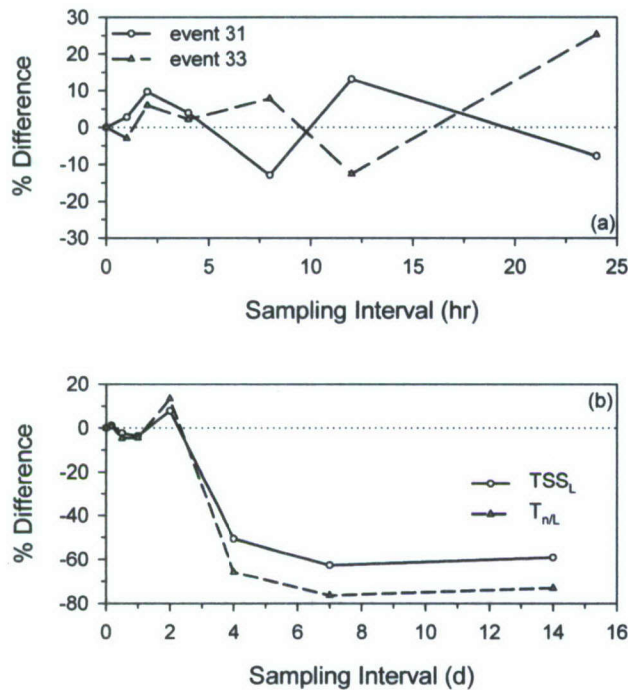 30
20
10
0
-10
-20
-30
% Difference
event 31
event 33
(a)
0 5 10 15 20 25
Sampling Interval (hr)
20
0
-20
-40
-60
-80
% Difference
(b)
TSS_L
T_n/L
0 2 4 6 8 10 12 14 16
Sampling Interval (d)